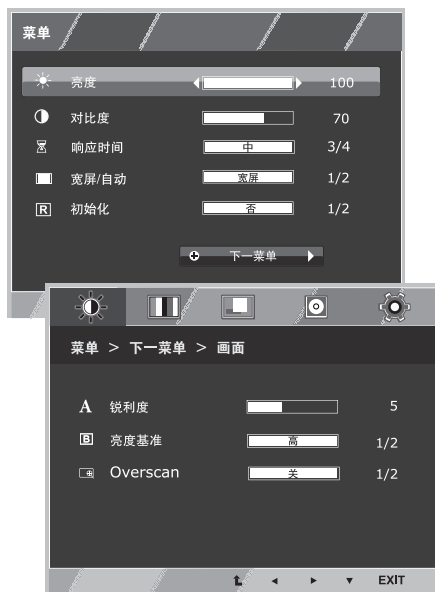 菜单
亮度 100
对比度 70
响应时间 中 3/4
宽屏/自动 宽屏 1/2
R 初始化 否 1/2
下一菜单
菜单 > 下一菜单 > 画面
A 锐利度 5
B 亮度基准 高 1/2
Overscan 关 1/2
EXIT